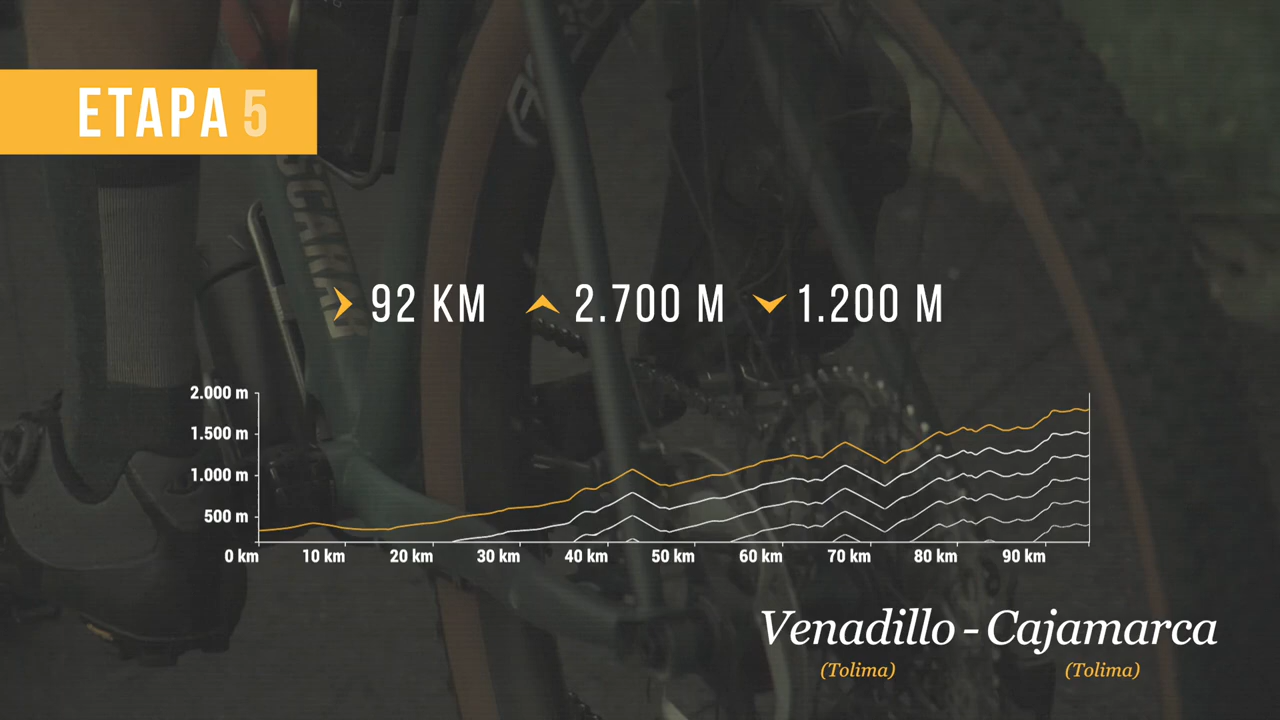 ETAPA 5
SCARAB
92 KM 2.700 M 1.200 M
2.000 m
1.500 m
1.000 m
500 m
0 km 10 km 20 km 30 km 40 km 50 km 60 km 70 km 80 km 90 km
Venadillo - Cajamarca
(Tolima) (Tolima)